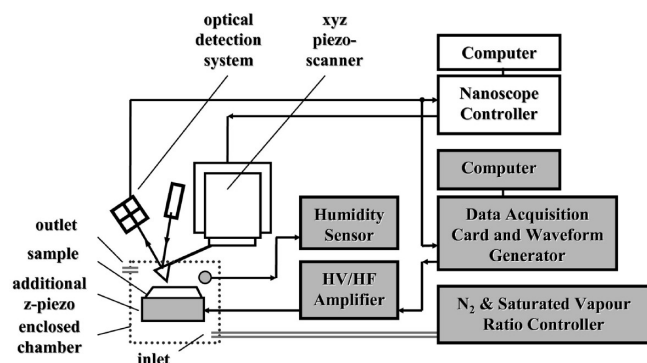 optical
detection
system
xyz
piezo-
scanner
Computer
Nanoscope
Controller
Computer
Data Acquisition
Card and Waveform
Generator
Humidity
Sensor
HV/HF
Amplifier
N₂ & Saturated Vapour
Ratio Controller
outlet
sample
additional
z-piezo
enclosed
chamber
inlet